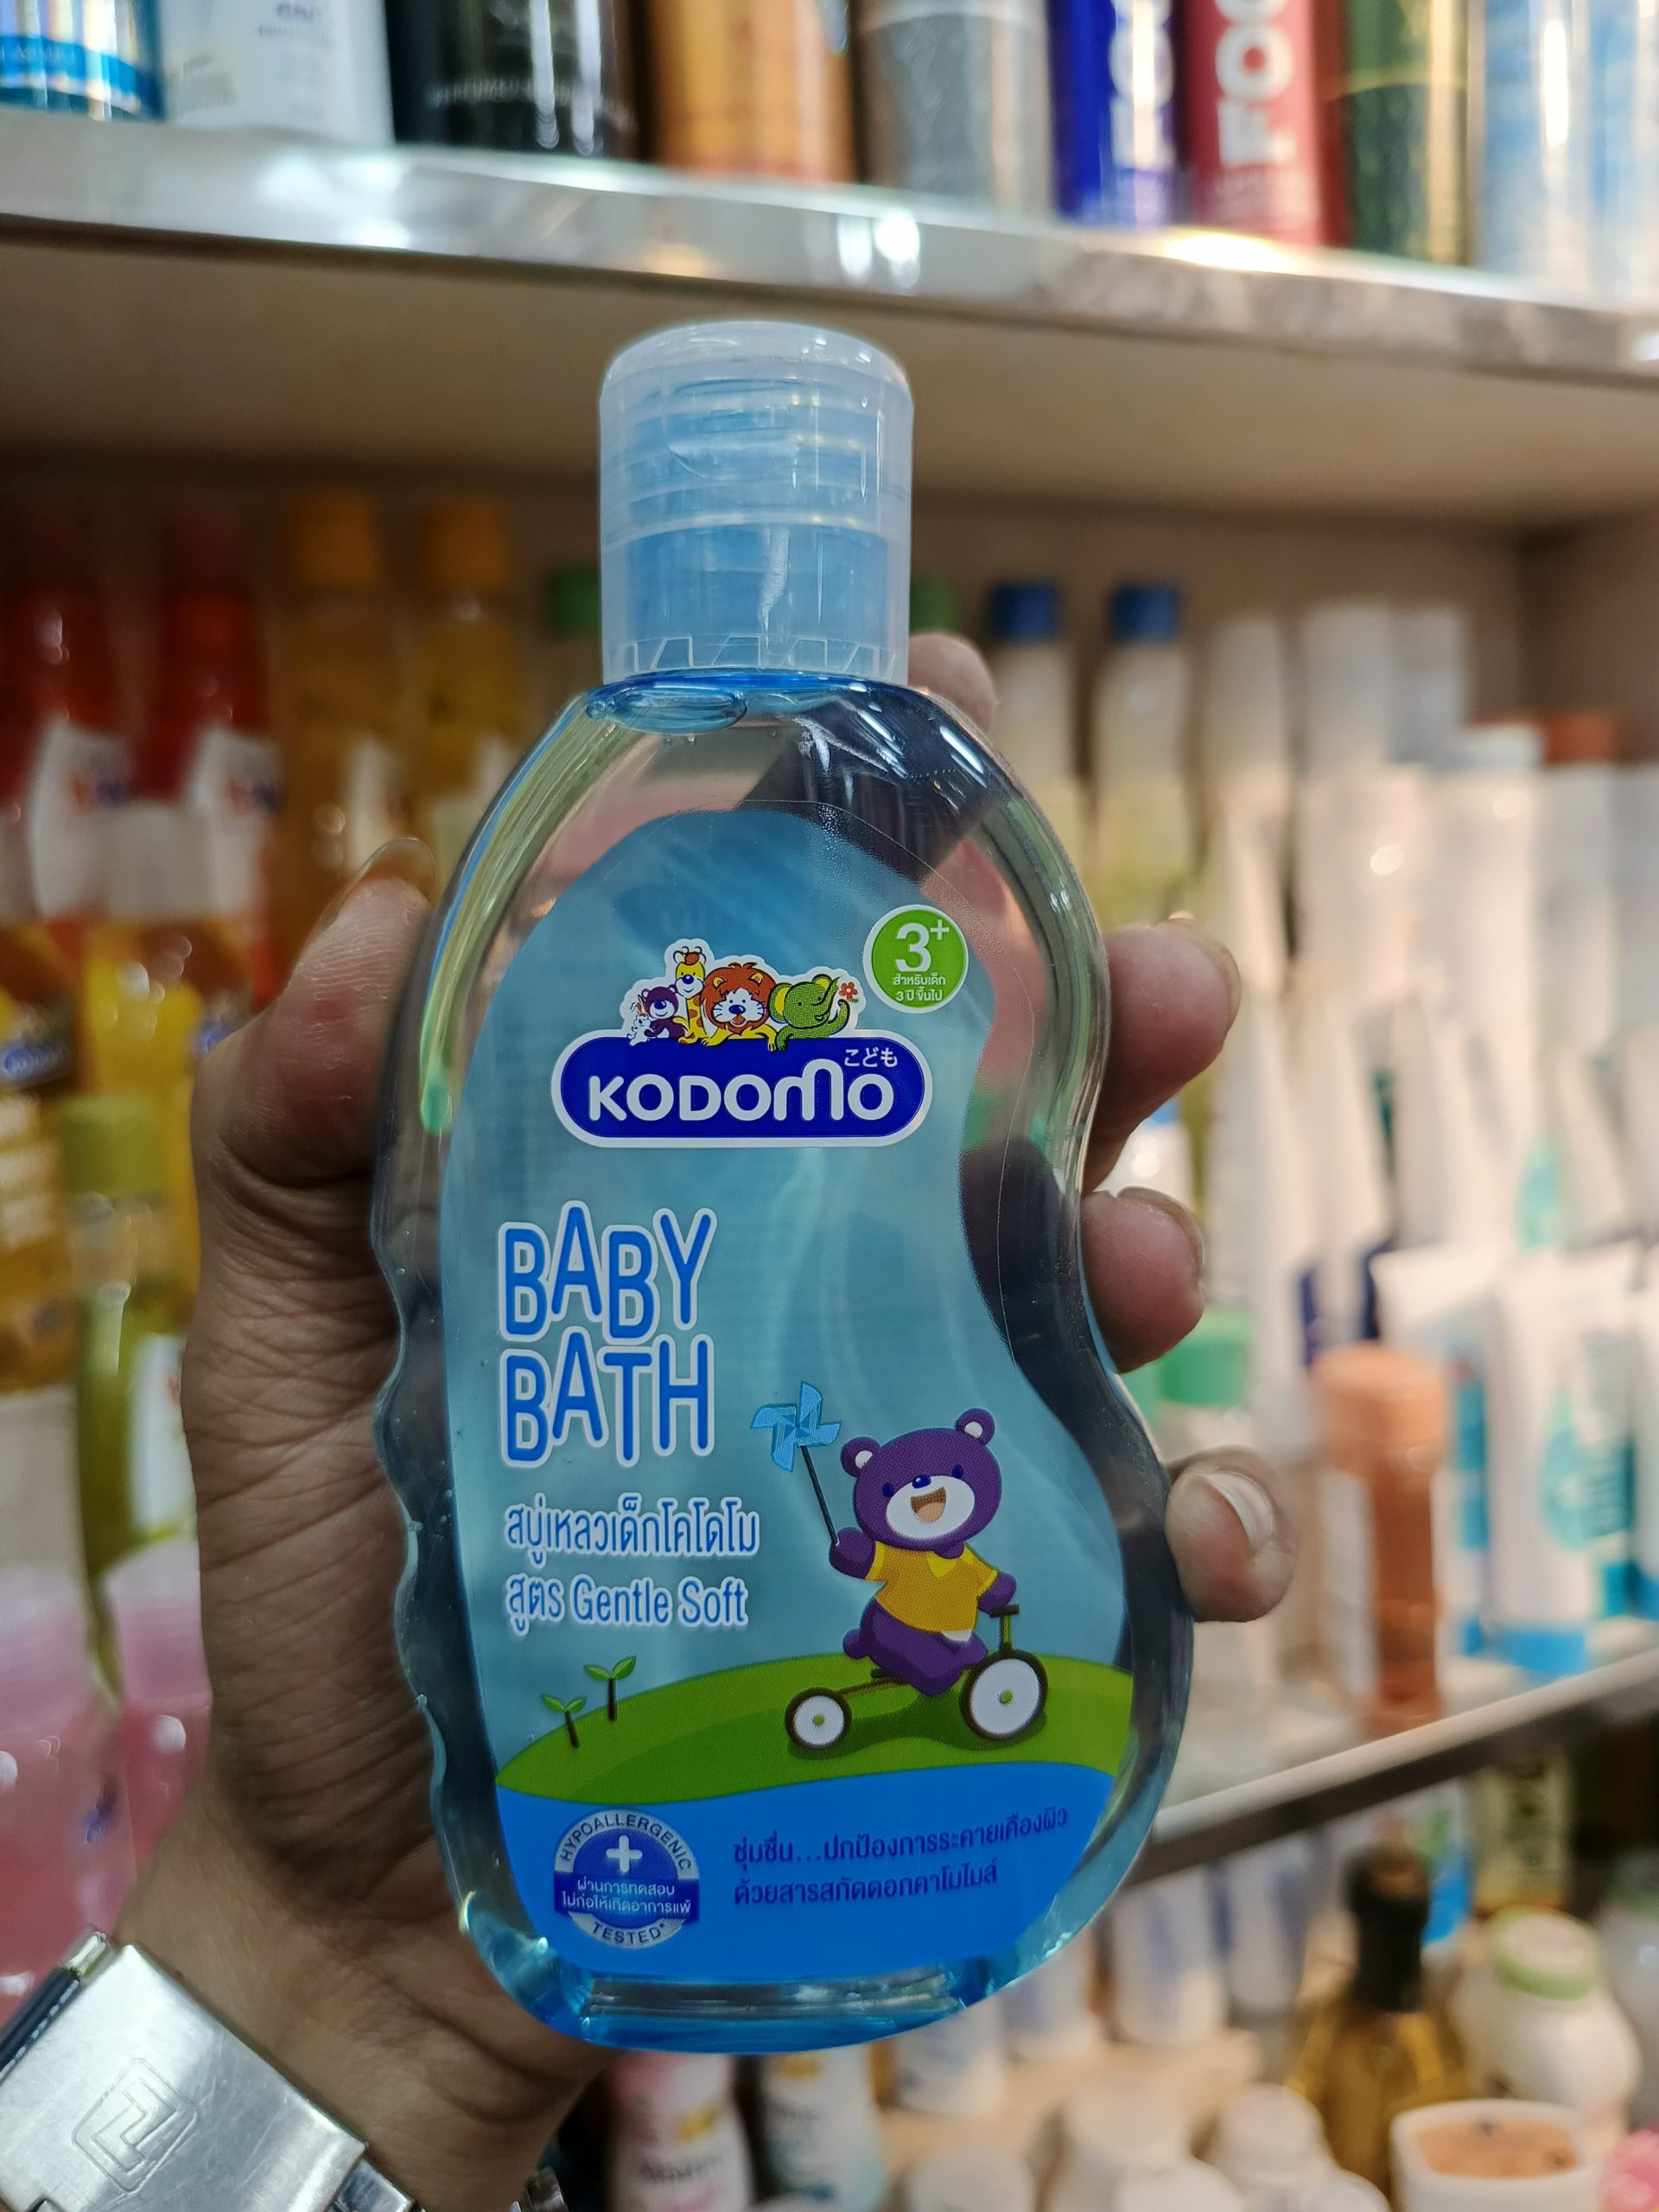 3+
สำหรับเด็ก
3 ปี ขึ้นไป
こども
KODOMO
BABY
BATH
สบู่เหลวเด็กโคโดโม
สูตร Gentle Soft
HYPOALLERGENIC
ผ่านการทดสอบ
ไม่ก่อให้เกิดอาการแพ้
TESTED*
ชุ่มชื่น...ปกป้องการระคายเคืองผิว
ด้วยสารสกัดดอกคาโมไมล์